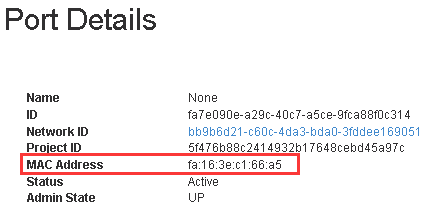 Port Details
Name None
ID fa7e090e-a29c-40c7-a5ce-9fca88f0c314
Network ID bb9b6d21-c60c-4da3-bda0-3fddee169051
Project ID 5f476b88c2414932b17648cebd45a97c
MAC Address fa:16:3e:c1:66:a5
Status Active
Admin State UP